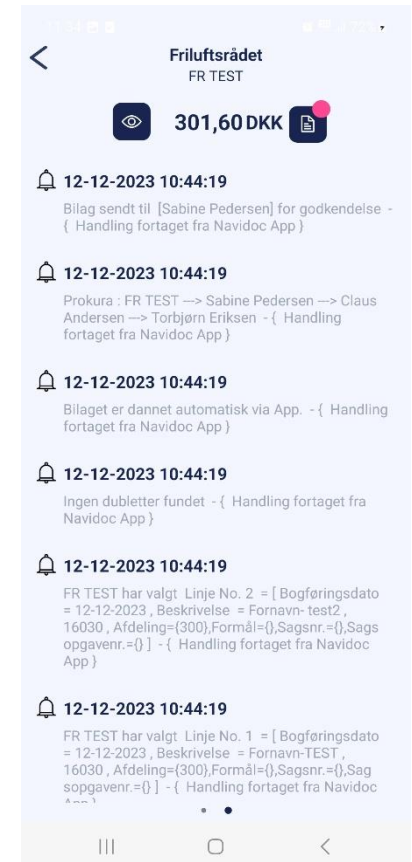 Friluftsrådet
FR TEST
301,60 DKK
12-12-2023 10:44:19
Bilag sendt til [Sabine Pedersen] for godkendelse -
{ Handling fortaget fra Navidoc App }
12-12-2023 10:44:19
Prokura : FR TEST ---> Sabine Pedersen ---> Claus
Andersen ---> Torbjørn Eriksen - { Handling
fortaget fra Navidoc App }
12-12-2023 10:44:19
Bilaget er dannet automatisk via App. - { Handling
fortaget fra Navidoc App }
12-12-2023 10:44:19
Ingen dubletter fundet - { Handling fortaget fra
Navidoc App }
12-12-2023 10:44:19
FR TEST har valgt Linje No. 2 = [ Bogføringsdato
= 12-12-2023 , Beskrivelse = Fornavn- test2 ,
16030 , Afdeling={300},Formål={},Sagsnr.={},Sags
opgavenr.={} ] - { Handling fortaget fra Navidoc
App }
12-12-2023 10:44:19
FR TEST har valgt Linje No. 1 = [ Bogføringsdato
= 12-12-2023 , Beskrivelse = Fornavn-TEST ,
16030 , Afdeling={300},Formål={},Sagsnr.={},Sag
sopgavenr.={} ] - { Handling fortaget fra Navidoc